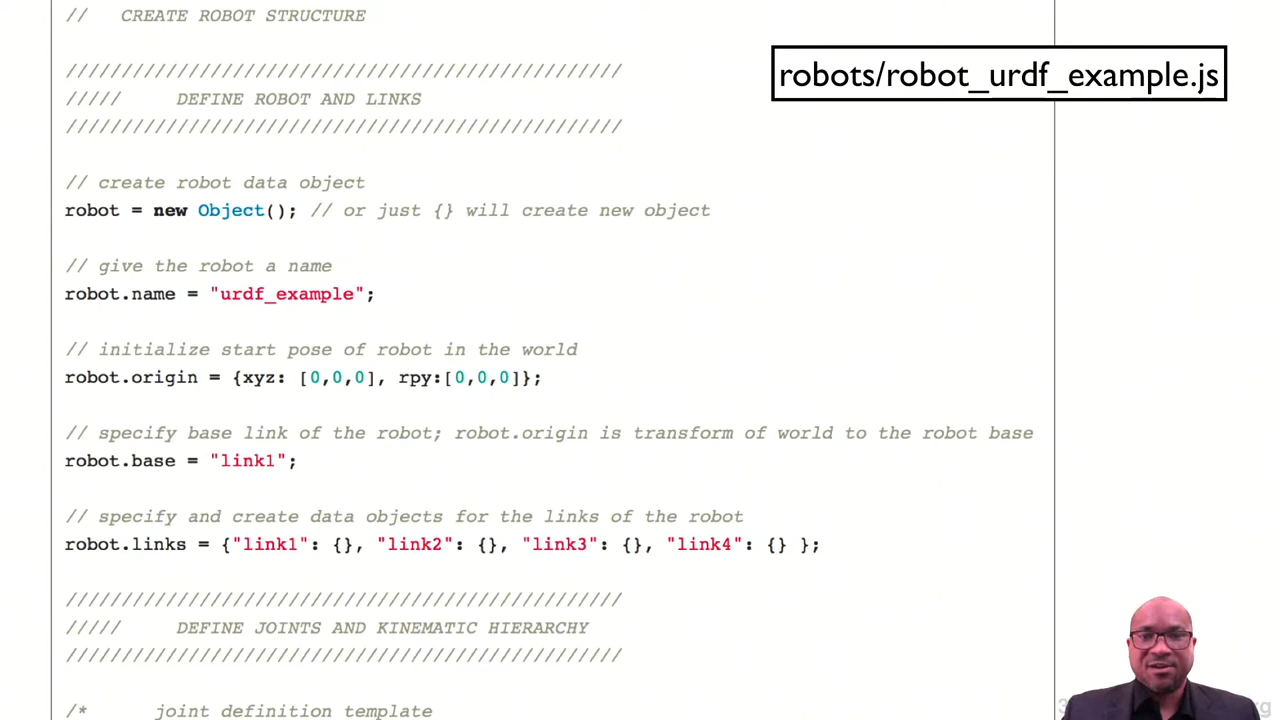 //   CREATE ROBOT STRUCTURE
robots/robot_urdf_example.js
//////////////////////////////////////////////////
/////     DEFINE ROBOT AND LINKS
//////////////////////////////////////////////////
// create robot data object
robot = new Object(); // or just {} will create new object
// give the robot a name
robot.name = "urdf_example";
// initialize start pose of robot in the world
robot.origin = {xyz: [0,0,0], rpy:[0,0,0]};
// specify base link of the robot; robot.origin is transform of world to the robot base
robot.base = "link1";
// specify and create data objects for the links of the robot
robot.links = {"link1": {}, "link2": {}, "link3": {}, "link4": {} };
//////////////////////////////////////////////////
/////     DEFINE JOINTS AND KINEMATIC HIERARCHY
//////////////////////////////////////////////////
/*      joint definition template